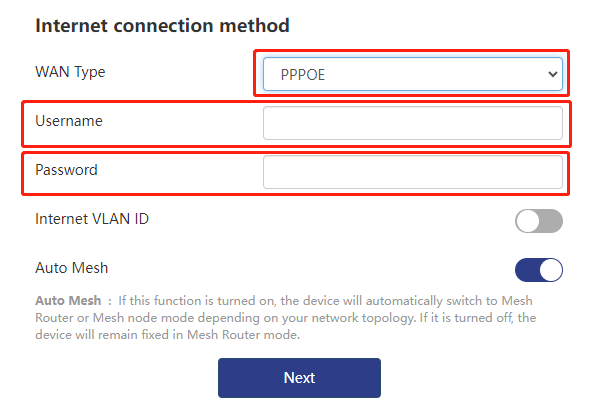 Internet connection method
WAN Type
PPPOE
Username
Password
Internet VLAN ID
Auto Mesh
Auto Mesh : If this function is turned on, the device will automatically switch to Mesh
Router or Mesh node mode depending on your network topology. If it is turned off, the
device will remain fixed in Mesh Router mode.
Next